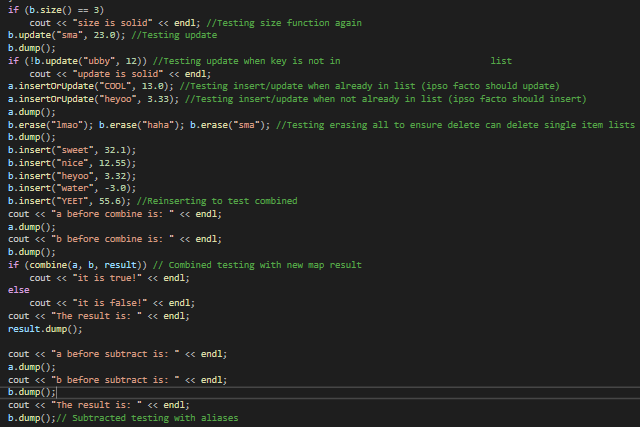 if (b.size() == 3)
    cout << "size is solid" << endl; //Testing size function again
b.update("sma", 23.0); //Testing update
b.dump();
if (!b.update("ubby", 12)) //Testing update when key is not in                          list
    cout << "update is solid" << endl;
a.insertOrUpdate("COOL", 13.0); //Testing insert/update when already in list (ipso facto should update)
a.insertOrUpdate("heyoo", 3.33); //Testing insert/update when not already in list (ipso facto should insert)
a.dump();
b.erase("lmao"); b.erase("haha"); b.erase("sma"); //Testing erasing all to ensure delete can delete single item lists
b.dump();
b.insert("sweet", 32.1);
b.insert("nice", 12.55);
b.insert("heyoo", 3.32);
b.insert("water", -3.0);
b.insert("YEET", 55.6); //Reinserting to test combined
cout << "a before combine is: " << endl;
a.dump();
cout << "b before combine is: " << endl;
b.dump();
if (combine(a, b, result)) // Combined testing with new map result
    cout << "it is true!" << endl;
else
    cout << "it is false!" << endl;
cout << "The result is: " << endl;
result.dump();

cout << "a before subtract is: " << endl;
a.dump();
cout << "b before subtract is: " << endl;
b.dump();
cout << "The result is: " << endl;
b.dump();// Subtracted testing with aliases